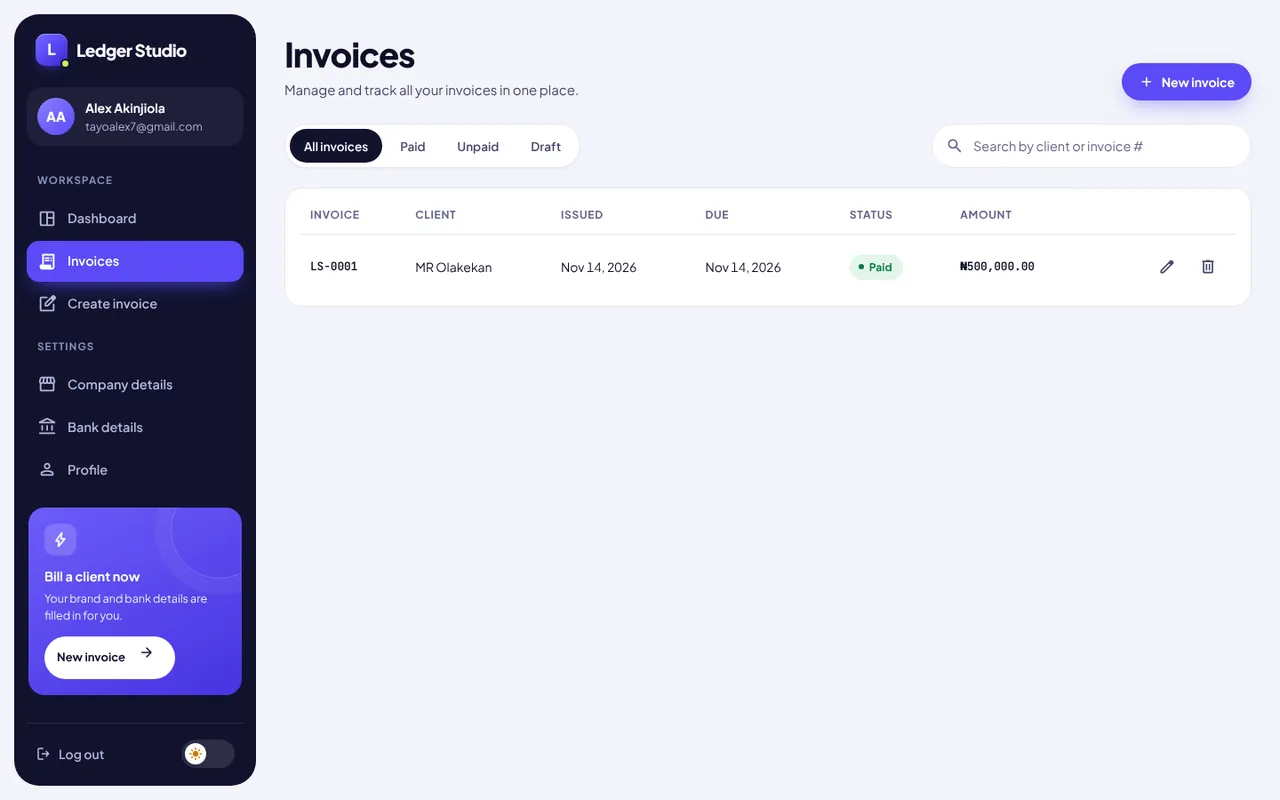 L
Ledger Studio
AA
Alex Akinjiola
tayoalex7@gmail.com
WORKSPACE
Dashboard
Invoices
Create invoice
SETTINGS
Company details
Bank details
Profile
Bill a client now
Your brand and bank details are
filled in for you.
New invoice
Log out
Invoices
Manage and track all your invoices in one place.
+ New invoice
All invoices Paid Unpaid Draft
Search by client or invoice #
INVOICE CLIENT ISSUED DUE STATUS AMOUNT
LS-0001 MR Olakekan Nov 14, 2026 Nov 14, 2026 Paid ₦500,000.00